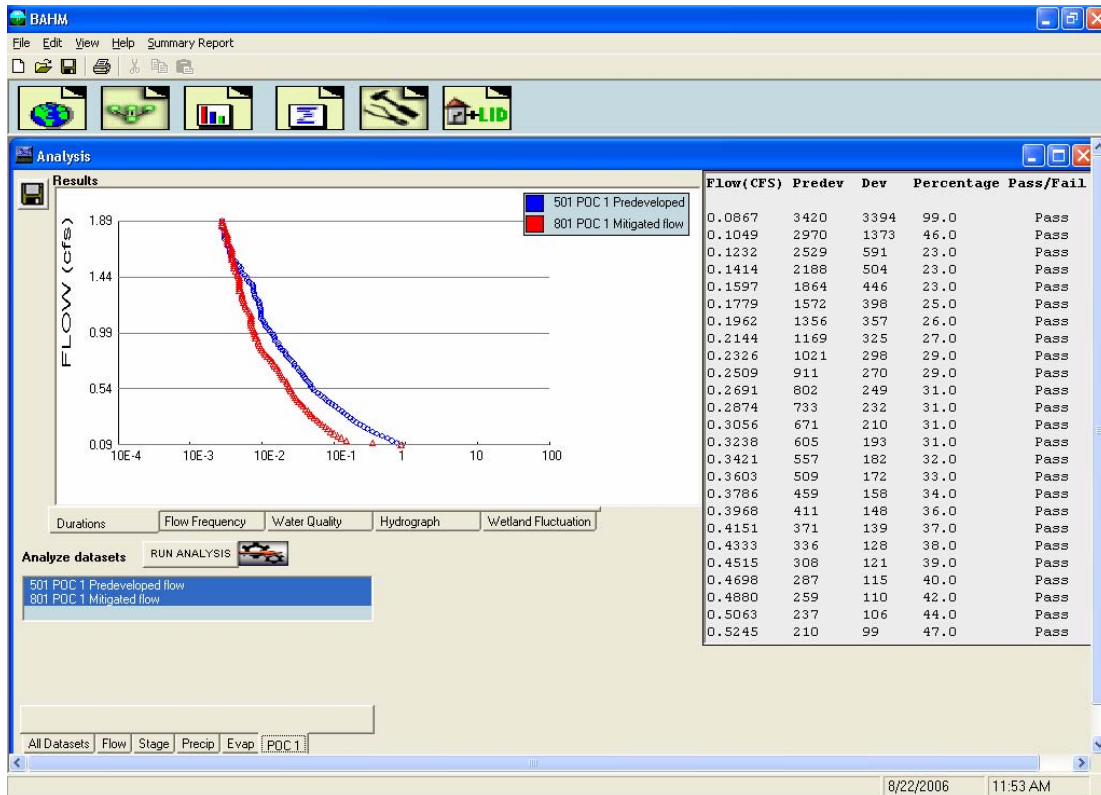 BAHM
File Edit View Help Summary Report
+LID
Analysis
Results
501 POC 1 Predeveloped
801 POC 1 Mitigated flow
FLOW (cfs)
1.89
1.44
0.99
0.54
0.09
10E-4 10E-3 10E-2 10E-1 1 10 100
Durations Flow Frequency Water Quality Hydrograph Wetland Fluctuation
Analyze datasets RUN ANALYSIS
501 POC 1 Predeveloped flow
801 POC 1 Mitigated flow
All Datasets Flow Stage Precip Evap POC 1
Flow(CFS) Predev Dev Percentage Pass/Fail
0.0867 3420 3394 99.0 Pass
0.1049 2970 1373 46.0 Pass
0.1232 2529 591 23.0 Pass
0.1414 2188 504 23.0 Pass
0.1597 1864 446 23.0 Pass
0.1779 1572 398 25.0 Pass
0.1962 1356 357 26.0 Pass
0.2144 1169 325 27.0 Pass
0.2326 1021 298 29.0 Pass
0.2509 911 270 29.0 Pass
0.2691 802 249 31.0 Pass
0.2874 733 232 31.0 Pass
0.3056 671 210 31.0 Pass
0.3238 605 193 31.0 Pass
0.3421 557 182 32.0 Pass
0.3603 509 172 33.0 Pass
0.3786 459 158 34.0 Pass
0.3968 411 148 36.0 Pass
0.4151 371 139 37.0 Pass
0.4333 336 128 38.0 Pass
0.4515 308 121 39.0 Pass
0.4698 287 115 40.0 Pass
0.4880 259 110 42.0 Pass
0.5063 237 106 44.0 Pass
0.5245 210 99 47.0 Pass
8/22/2006 11:53 AM